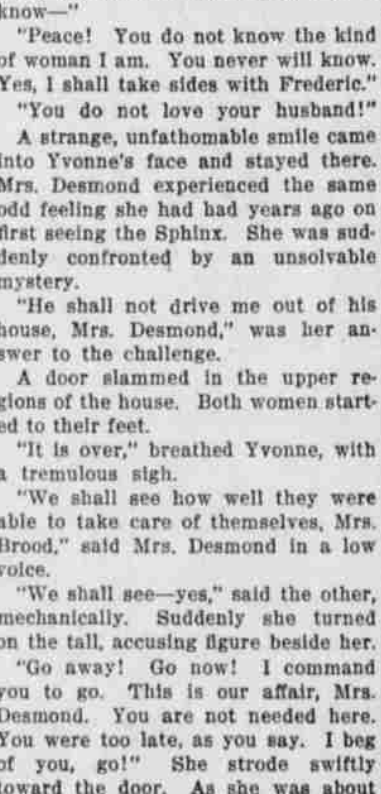 know—"
"Peace! You do not know the kind
of woman I am. You never will know.
Yes, I shall take sides with Frederic."
"You do not love your husband!"
A strange, unfathomable smile came
into Yvonne's face and stayed there.
Mrs. Desmond experienced the same
odd feeling she had had years ago on
first seeing the Sphinx. She was sud-
denly confronted by an unsolvable
mystery.
"He shall not drive me out of his
house, Mrs. Desmond," was her an-
swer to the challenge.
A door slammed in the upper re-
gions of the house. Both women start-
ed to their feet.
"It is over," breathed Yvonne, with
a tremulous sigh.
"We shall see how well they were
able to take care of themselves, Mrs.
Brood," said Mrs. Desmond in a low
voice.
"We shall see—yes," said the other,
mechanically. Suddenly she turned
on the tall, accusing figure beside her.
"Go away! Go now! I command
you to go. This is our affair, Mrs.
Desmond. You are not needed here.
You were too late, as you say. I beg
of you, go!" She strode swiftly
toward the door. As she was about